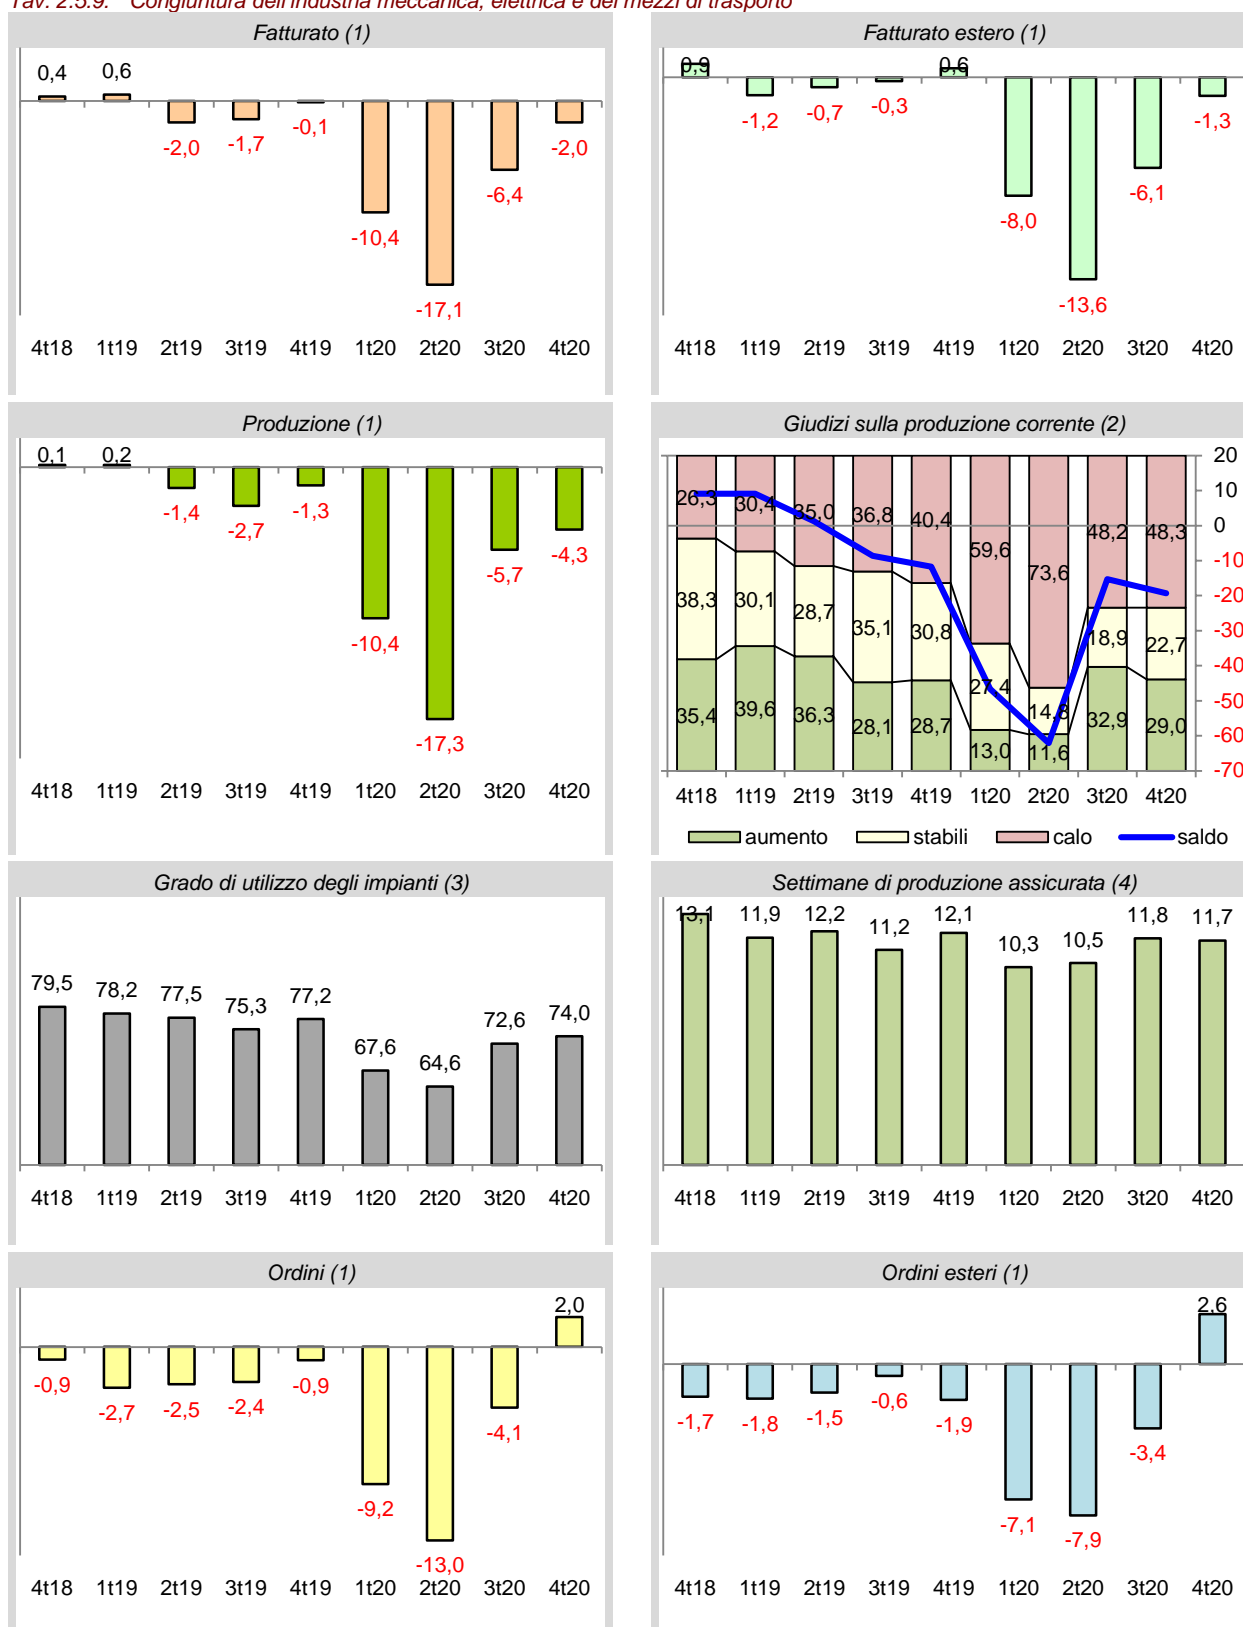 Tav. 2.5.9. Congiuntura dell'industria meccanica, elettrica e dei mezzi di trasporto
Fatturato (1)
0,4 0,6 -2,0 -1,7 -0,1 -10,4 -17,1 -6,4 -2,0
4t18 1t19 2t19 3t19 4t19 1t20 2t20 3t20 4t20
Fatturato estero (1)
0,9 -1,2 -0,7 -0,3 0,6 -8,0 -13,6 -6,1 -1,3
4t18 1t19 2t19 3t19 4t19 1t20 2t20 3t20 4t20
Produzione (1)
0,1 0,2 -1,4 -2,7 -1,3 -10,4 -17,3 -5,7 -4,3
4t18 1t19 2t19 3t19 4t19 1t20 2t20 3t20 4t20
Giudizi sulla produzione corrente (2)
26,3 30,4 35,0 36,8 40,4 59,6 73,6 48,2 48,3
38,3 30,1 28,7 35,1 30,8 27,4 14,8 18,9 22,7
35,4 39,6 36,3 28,1 28,7 13,0 11,6 32,9 29,0
20
10
0
-10
-20
-30
-40
-50
-60
-70
4t18 1t19 2t19 3t19 4t19 1t20 2t20 3t20 4t20
aumento stabili calo saldo
Grado di utilizzo degli impianti (3)
79,5 78,2 77,5 75,3 77,2 67,6 64,6 72,6 74,0
4t18 1t19 2t19 3t19 4t19 1t20 2t20 3t20 4t20
Settimane di produzione assicurata (4)
13,1 11,9 12,2 11,2 12,1 10,3 10,5 11,8 11,7
4t18 1t19 2t19 3t19 4t19 1t20 2t20 3t20 4t20
Ordini (1)
-0,9 -2,7 -2,5 -2,4 -0,9 -9,2 -13,0 -4,1 2,0
4t18 1t19 2t19 3t19 4t19 1t20 2t20 3t20 4t20
Ordini esteri (1)
-1,7 -1,8 -1,5 -0,6 -1,9 -7,1 -7,9 -3,4 2,6
4t18 1t19 2t19 3t19 4t19 1t20 2t20 3t20 4t20